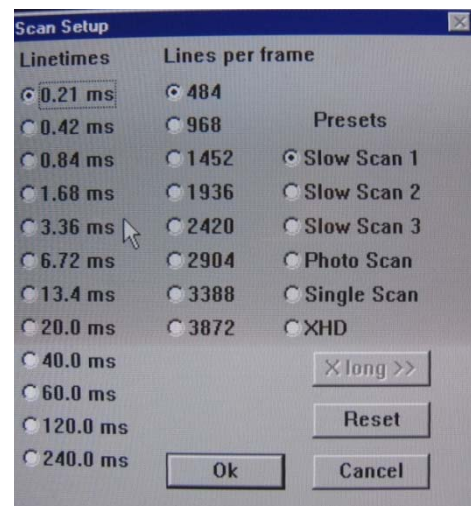 Scan Setup
Linetimes
Lines per frame
0.21 ms
484
0.42 ms
968
Presets
0.84 ms
1452
Slow Scan 1
1.68 ms
1936
Slow Scan 2
3.36 ms
2420
Slow Scan 3
6.72 ms
2904
Photo Scan
13.4 ms
3388
Single Scan
20.0 ms
3872
XHD
40.0 ms
X long >>
60.0 ms
120.0 ms
Reset
240.0 ms
Ok
Cancel